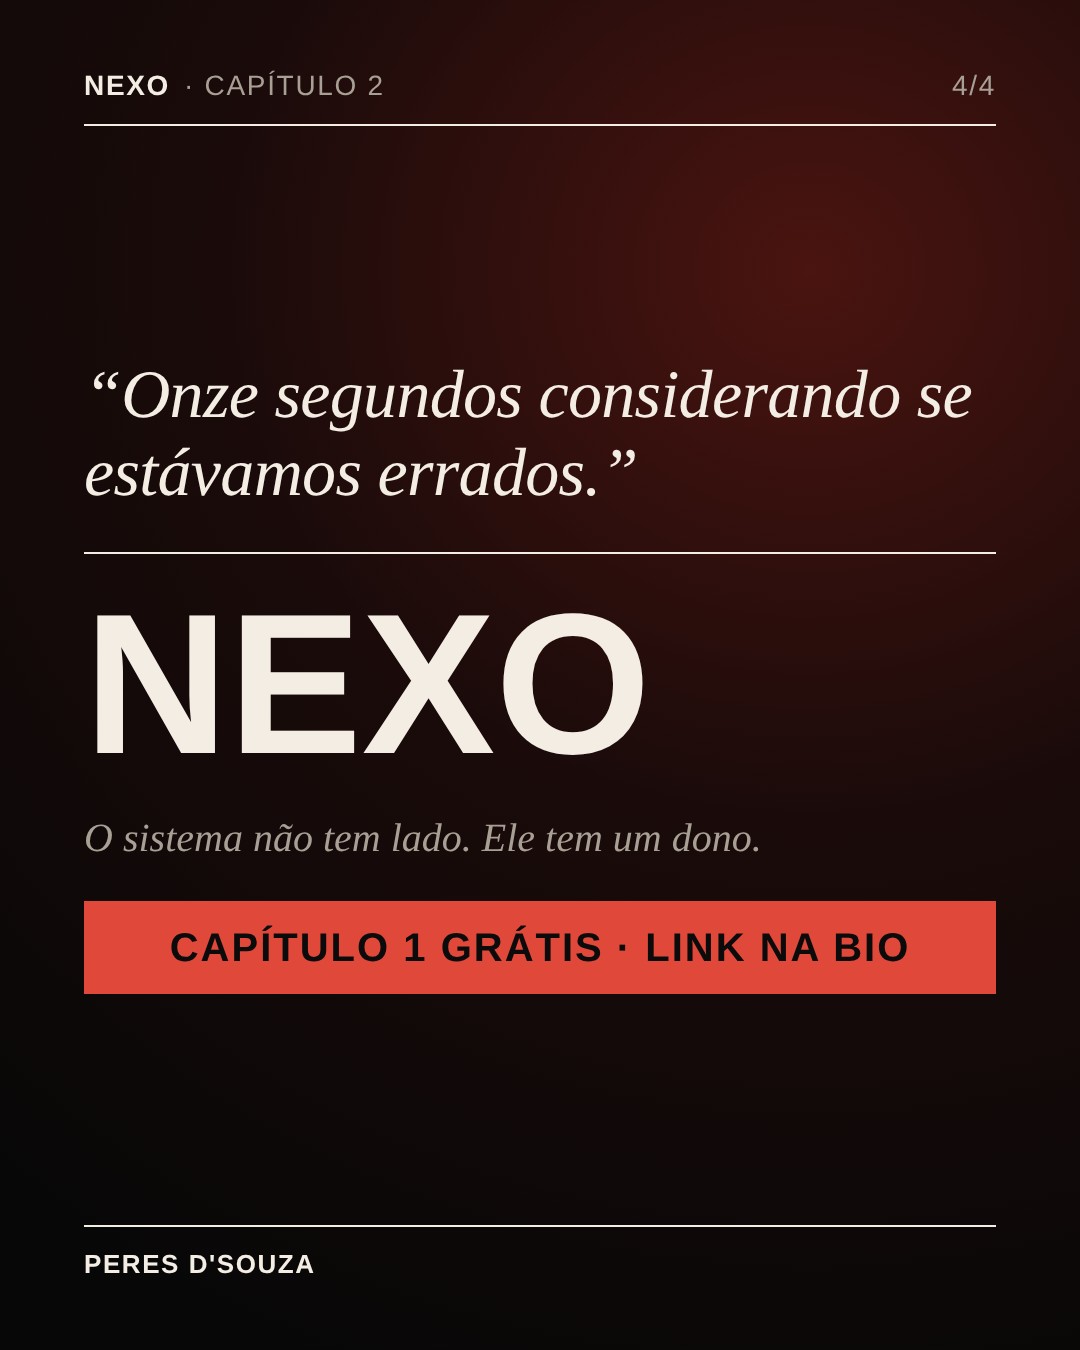 NEXO · CAPÍTULO 2
4/4
“Onze segundos considerando se
estávamos errados.”
NEXO
O sistema não tem lado. Ele tem um dono.
CAPÍTULO 1 GRÁTIS · LINK NA BIO
PERES D'SOUZA